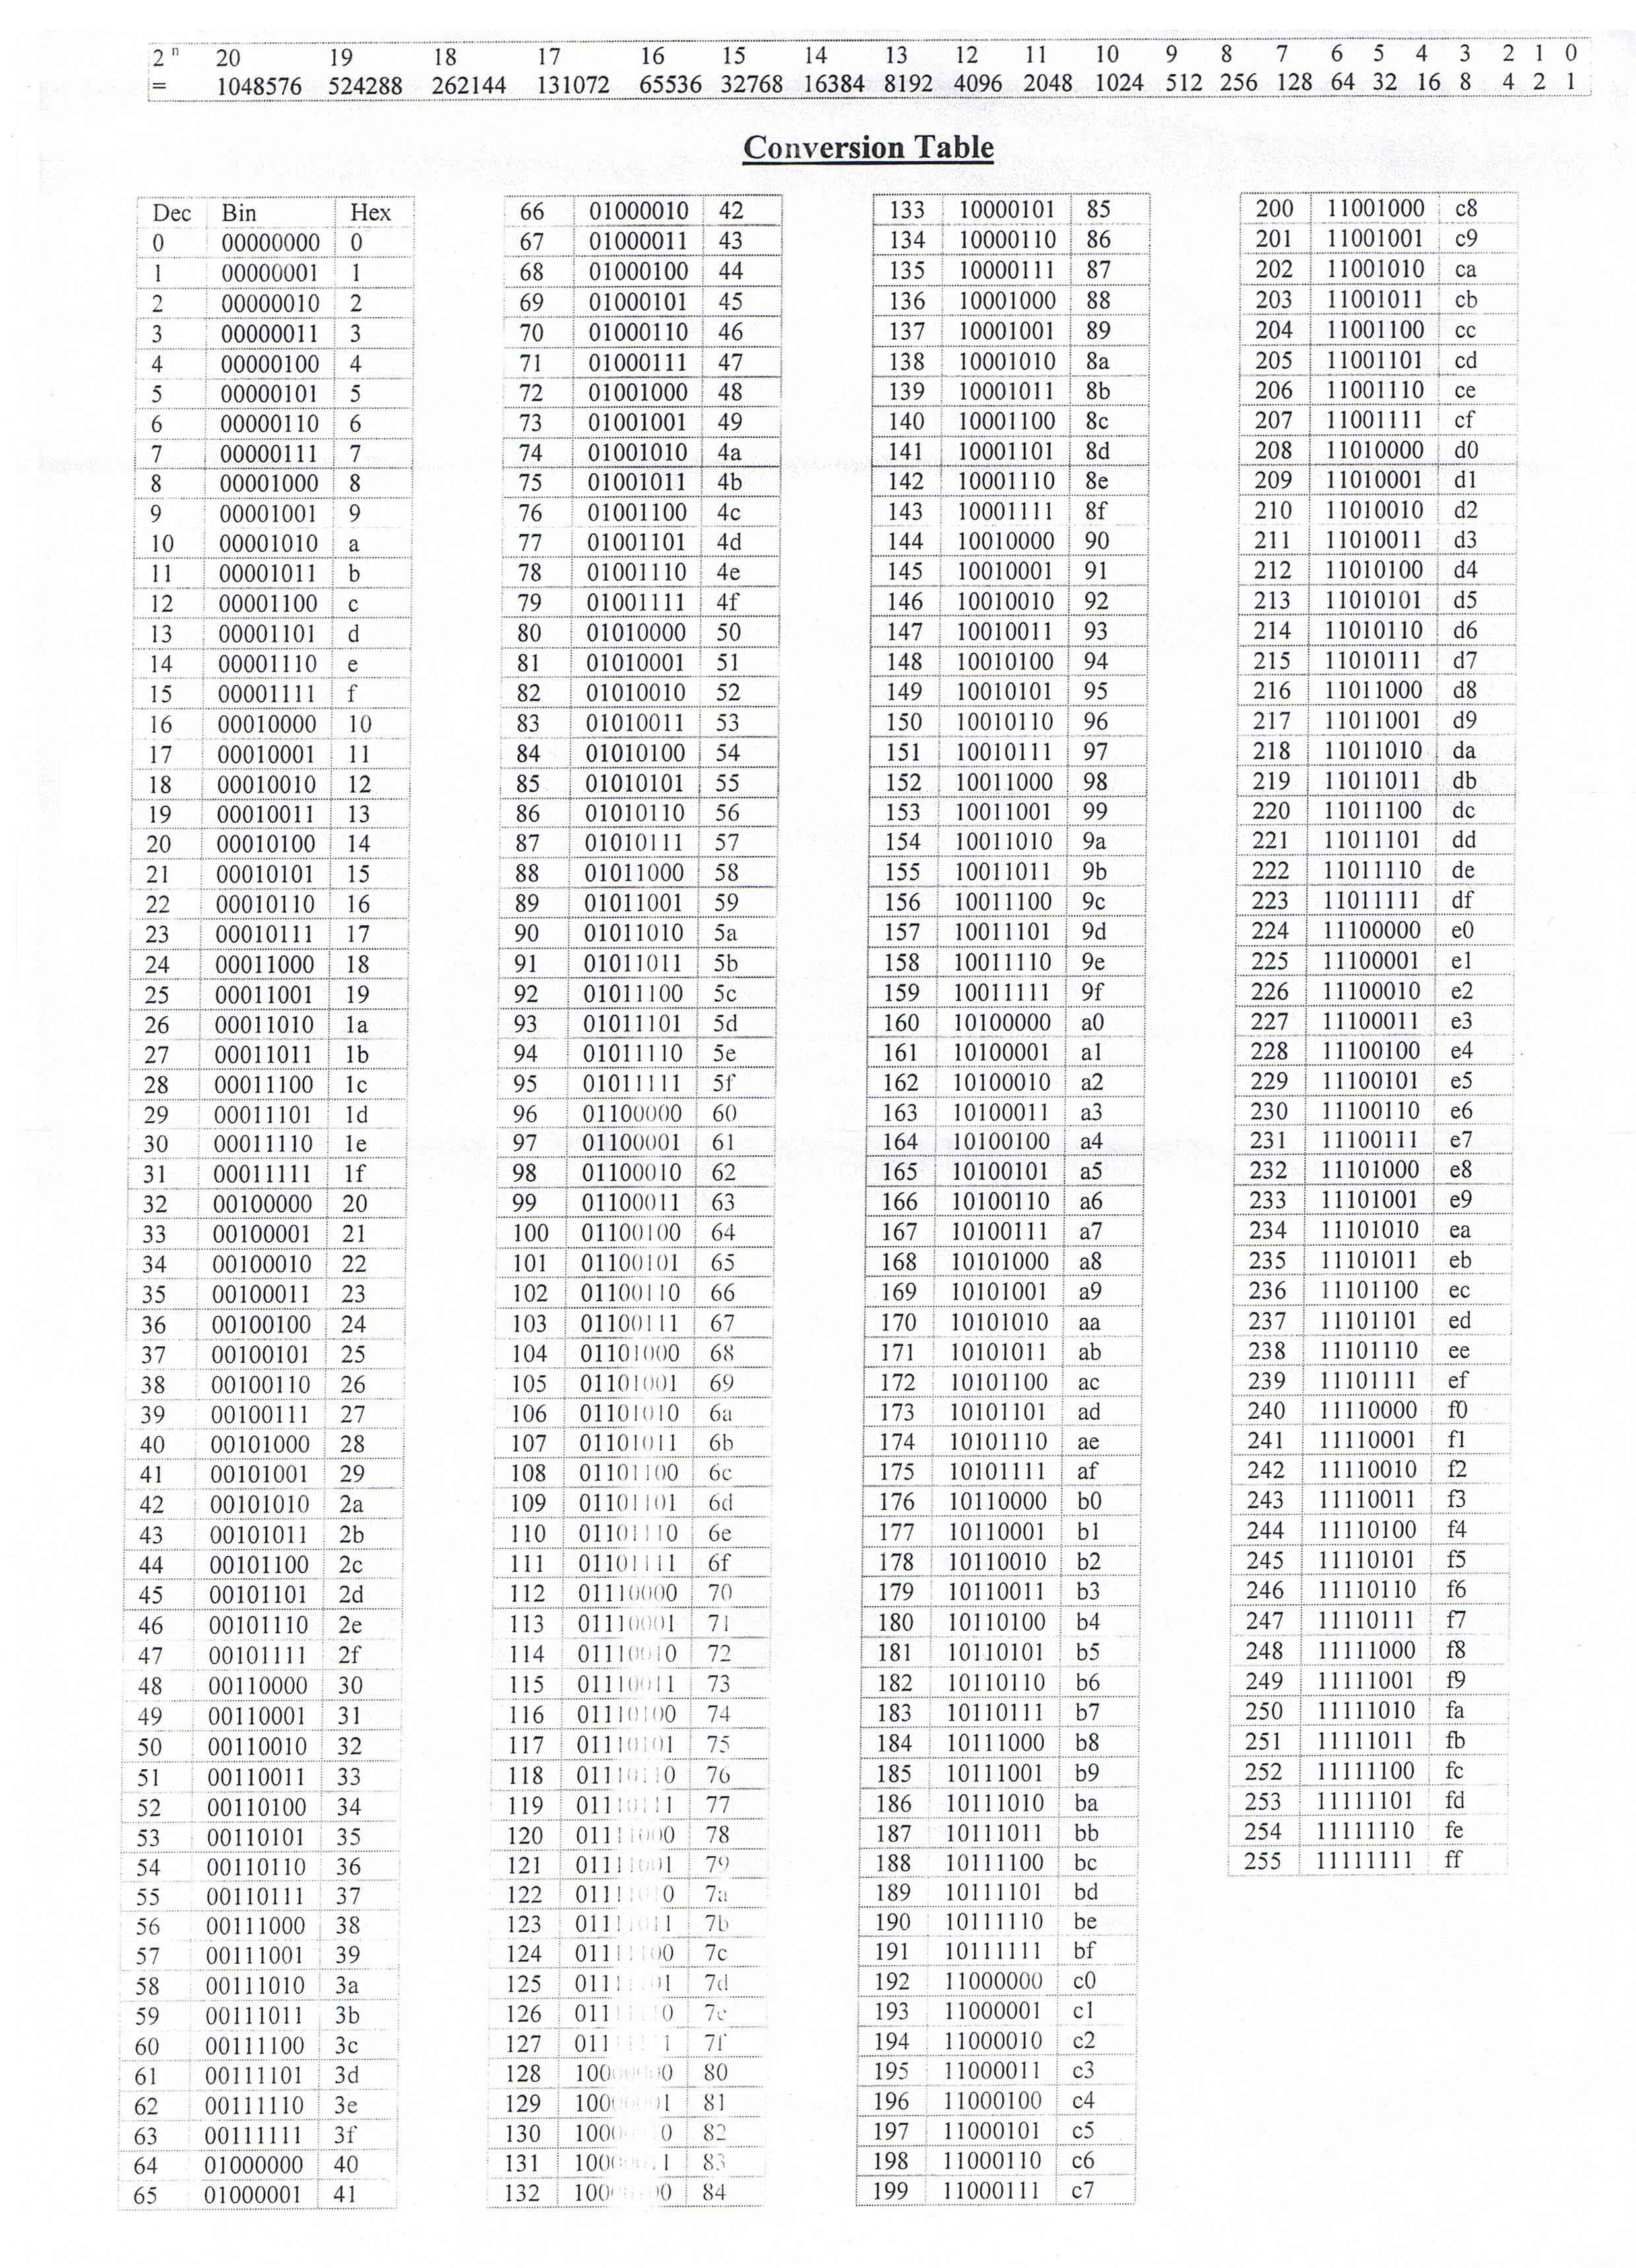 2 n 20 19 18 17 16 15 14 13 12 11 10 9 8 7 6 5 4 3 2 1 0
= 1048576 524288 262144 131072 65536 32768 16384 8192 4096 2048 1024 512 256 128 64 32 16 8 4 2 1
Conversion Table
Dec Bin Hex
0 00000000 0
1 00000001 1
2 00000010 2
3 00000011 3
4 00000100 4
5 00000101 5
6 00000110 6
7 00000111 7
8 00001000 8
9 00001001 9
10 00001010 a
11 00001011 b
12 00001100 c
13 00001101 d
14 00001110 e
15 00001111 f
16 00010000 10
17 00010001 11
18 00010010 12
19 00010011 13
20 00010100 14
21 00010101 15
22 00010110 16
23 00010111 17
24 00011000 18
25 00011001 19
26 00011010 1a
27 00011011 1b
28 00011100 1c
29 00011101 1d
30 00011110 1e
31 00011111 1f
32 00100000 20
33 00100001 21
34 00100010 22
35 00100011 23
36 00100100 24
37 00100101 25
38 00100110 26
39 00100111 27
40 00101000 28
41 00101001 29
42 00101010 2a
43 00101011 2b
44 00101100 2c
45 00101101 2d
46 00101110 2e
47 00101111 2f
48 00110000 30
49 00110001 31
50 00110010 32
51 00110011 33
52 00110100 34
53 00110101 35
54 00110110 36
55 00110111 37
56 00111000 38
57 00111001 39
58 00111010 3a
59 00111011 3b
60 00111100 3c
61 00111101 3d
62 00111110 3e
63 00111111 3f
64 01000000 40
65 01000001 41
66 01000010 42
67 01000011 43
68 01000100 44
69 01000101 45
70 01000110 46
71 01000111 47
72 01001000 48
73 01001001 49
74 01001010 4a
75 01001011 4b
76 01001100 4c
77 01001101 4d
78 01001110 4e
79 01001111 4f
80 01010000 50
81 01010001 51
82 01010010 52
83 01010011 53
84 01010100 54
85 01010101 55
86 01010110 56
87 01010111 57
88 01011000 58
89 01011001 59
90 01011010 5a
91 01011011 5b
92 01011100 5c
93 01011101 5d
94 01011110 5e
95 01011111 5f
96 01100000 60
97 01100001 61
98 01100010 62
99 01100011 63
100 01100100 64
101 01100101 65
102 01100110 66
103 01100111 67
104 01101000 68
105 01101001 69
106 01101010 6a
107 01101011 6b
108 01101100 6c
109 01101101 6d
110 01101110 6e
111 01101111 6f
112 01110000 70
113 01110001 71
114 01110010 72
115 01110011 73
116 01110100 74
117 01110101 75
118 01110110 76
119 01110111 77
120 01111000 78
121 01111001 79
122 7a
123 01111011 7b
124 01111100 7c
125 7d
126 7e
127 7f
128 10000000 80
129 10000001 81
130 82
131 83
132 84
133 10000101 85
134 10000110 86
135 10000111 87
136 10001000 88
137 10001001 89
138 10001010 8a
139 10001011 8b
140 10001100 8c
141 10001101 8d
142 10001110 8e
143 10001111 8f
144 10010000 90
145 10010001 91
146 10010010 92
147 10010011 93
148 10010100 94
149 10010101 95
150 10010110 96
151 10010111 97
152 10011000 98
153 10011001 99
154 10011010 9a
155 10011011 9b
156 10011100 9c
157 10011101 9d
158 10011110 9e
159 10011111 9f
160 10100000 a0
161 10100001 a1
162 10100010 a2
163 10100011 a3
164 10100100 a4
165 10100101 a5
166 10100110 a6
167 10100111 a7
168 10101000 a8
169 10101001 a9
170 10101010 aa
171 10101011 ab
172 10101100 ac
173 10101101 ad
174 10101110 ae
175 10101111 af
176 10110000 b0
177 10110001 b1
178 10110010 b2
179 10110011 b3
180 10110100 b4
181 10110101 b5
182 10110110 b6
183 10110111 b7
184 10111000 b8
185 10111001 b9
186 10111010 ba
187 10111011 bb
188 10111100 bc
189 10111101 bd
190 10111110 be
191 10111111 bf
192 11000000 c0
193 11000001 c1
194 11000010 c2
195 11000011 c3
196 11000100 c4
197 11000101 c5
198 11000110 c6
199 11000111 c7
200 11001000 c8
201 11001001 c9
202 11001010 ca
203 11001011 cb
204 11001100 cc
205 11001101 cd
206 11001110 ce
207 11001111 cf
208 11010000 d0
209 11010001 d1
210 11010010 d2
211 11010011 d3
212 11010100 d4
213 11010101 d5
214 11010110 d6
215 11010111 d7
216 11011000 d8
217 11011001 d9
218 11011010 da
219 11011011 db
220 11011100 dc
221 11011101 dd
222 11011110 de
223 11011111 df
224 11100000 e0
225 11100001 e1
226 11100010 e2
227 11100011 e3
228 11100100 e4
229 11100101 e5
230 11100110 e6
231 11100111 e7
232 11101000 e8
233 11101001 e9
234 11101010 ea
235 11101011 eb
236 11101100 ec
237 11101101 ed
238 11101110 ee
239 11101111 ef
240 11110000 f0
241 11110001 f1
242 11110010 f2
243 11110011 f3
244 11110100 f4
245 11110101 f5
246 11110110 f6
247 11110111 f7
248 11111000 f8
249 11111001 f9
250 11111010 fa
251 11111011 fb
252 11111100 fc
253 11111101 fd
254 11111110 fe
255 11111111 ff